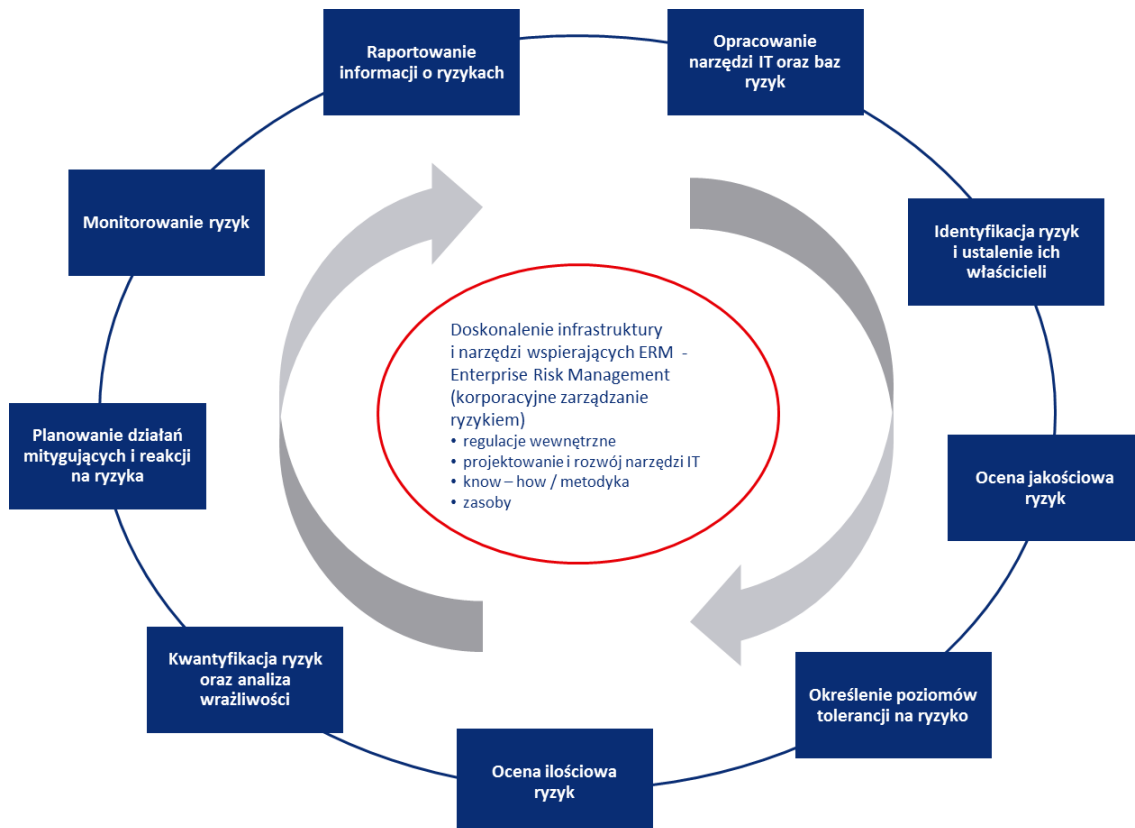 Raportowanie
informacji o ryzykach
Opracowanie
narzędzi IT oraz baz
ryzyk
Monitorowanie ryzyk
Identyfikacja ryzyk
i ustalenie ich
właścicieli
Doskonalenie infrastruktury
i narzędzi wspierających ERM -
Enterprise Risk Management
(korporacyjne zarządzanie
ryzykiem)
• regulacje wewnętrzne
• projektowanie i rozwój narzędzi IT
• know – how / metodyka
• zasoby
Planowanie działań
mitygujących i reakcji
na ryzyka
Ocena jakościowa
ryzyk
Kwantyfikacja ryzyk
oraz analiza
wrażliwości
Określenie poziomów
tolerancji na ryzyko
Ocena ilościowa
ryzyk